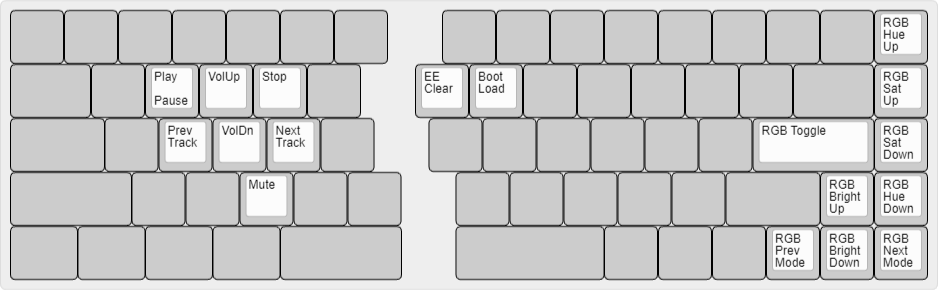 RGB
Hue
Up
Play
Pause
VolUp
Stop
EE
Clear
Boot
Load
RGB
Sat
Up
Prev
Track
VolDn
Next
Track
RGB Toggle
RGB
Sat
Down
Mute
RGB
Bright
Up
RGB
Hue
Down
RGB
Prev
Mode
RGB
Bright
Down
RGB
Next
Mode